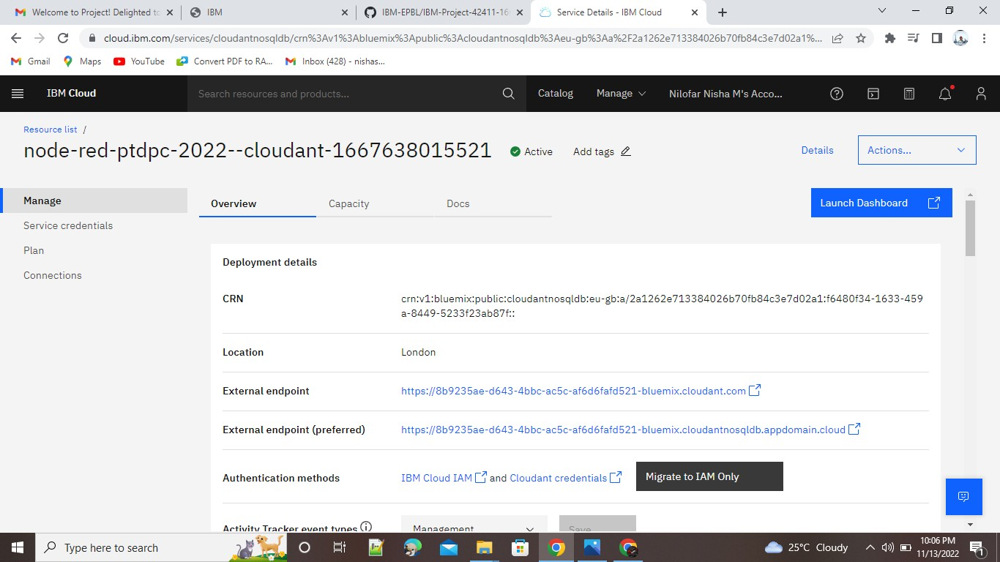 Welcome to Project! Delighted to
IBM
IBM-EPBL/IBM-Project-42411-16
Service Details - IBM Cloud
cloud.ibm.com/services/cloudantnosqldb/crn%3Av1%3Abluemix%3Apublic%3Acloudantnosqldb%3Aeu-gb%3Aa%2F2a1262e713384026b70fb84c3e7d02a1%...
Gmail
Maps
YouTube
Convert PDF to RA...
Inbox (428) - nishas...
IBM Cloud
Search resources and products...
Catalog
Manage
Nilofar Nisha M's Acco...
Resource list /
node-red-ptdpc-2022--cloudant-1667638015521
Active
Add tags
Details
Actions...
Manage
Service credentials
Plan
Connections
Overview
Capacity
Docs
Launch Dashboard
Deployment details
CRN
crn:v1:bluemix:public:cloudantnosqldb:eu-gb:a/2a1262e713384026b70fb84c3e7d02a1:f6480f34-1633-459
a-8449-5233f23ab87f::
Location
London
External endpoint
https://8b9235ae-d643-4bbc-ac5c-af6d6fafd521-bluemix.cloudant.com
External endpoint (preferred)
https://8b9235ae-d643-4bbc-ac5c-af6d6fafd521-bluemix.cloudantnosqldb.appdomain.cloud
Authentication methods
IBM Cloud IAM and Cloudant credentials
Migrate to IAM Only
Activity Tracker event types
Management
Save
Type here to search
25°C Cloudy
10:06 PM
11/13/2022
1